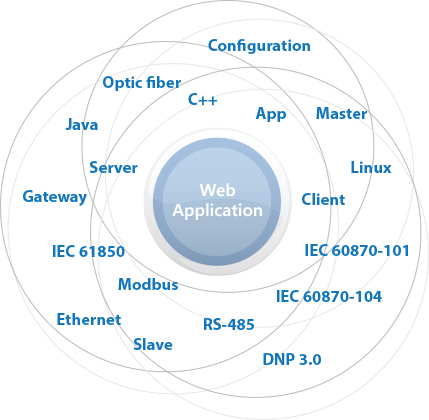 Configuration
Optic fiber
C++
App
Master
Java
Server
Linux
Web
Application
Gateway
Client
IEC 61850
IEC 60870-101
Modbus
IEC 60870-104
Ethernet
RS-485
Slave
DNP 3.0